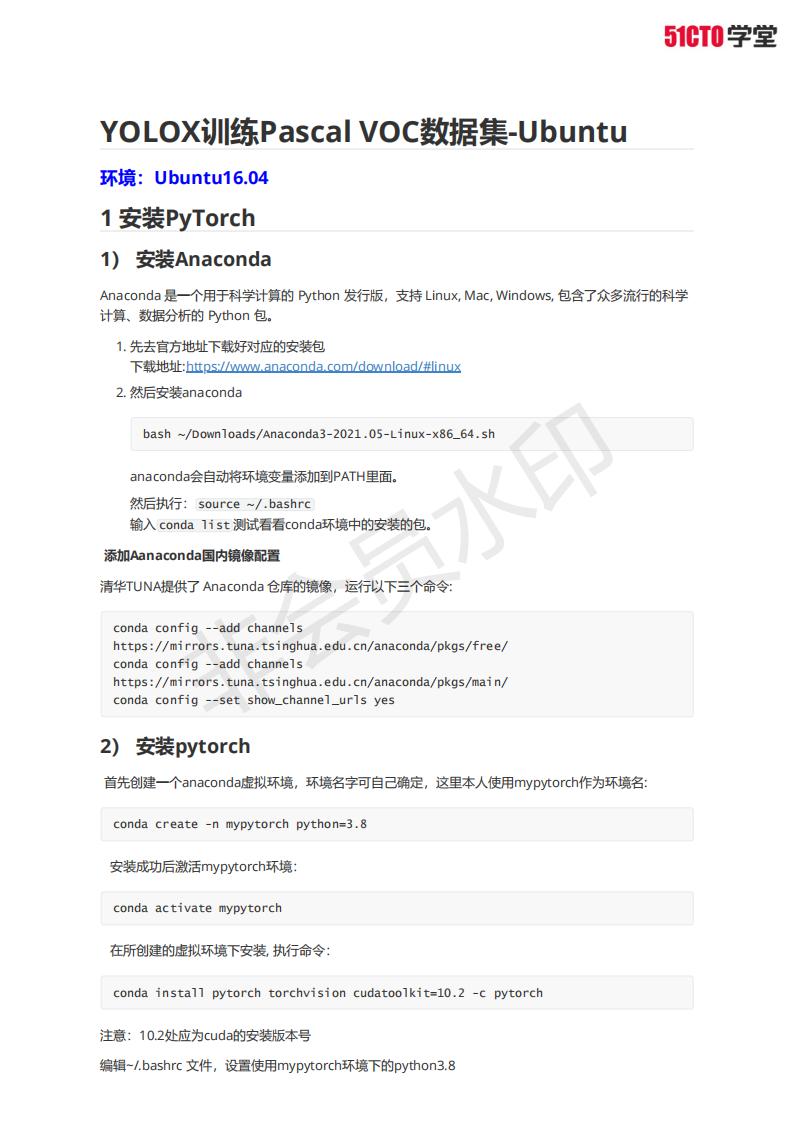 51CTO学堂
YOLOX训练Pascal VOC数据集-Ubuntu
环境：Ubuntu16.04
1 安装PyTorch
1） 安装Anaconda
Anaconda 是一个用于科学计算的 Python 发行版，支持 Linux, Mac, Windows, 包含了众多流行的科学
计算、数据分析的 Python 包。
1. 先去官方地址下载好对应的安装包
下载地址:https://www.anaconda.com/download/#linux
2. 然后安装anaconda
bash ~/Downloads/Anaconda3-2021.05-Linux-x86_64.sh
anaconda会自动将环境变量添加到PATH里面。
然后执行：source ~/.bashrc
输入conda list测试看看conda环境中的安装的包。
添加Aanaconda国内镜像配置
清华TUNA提供了 Anaconda 仓库的镜像，运行以下三个命令:
conda config --add channels
https://mirrors.tuna.tsinghua.edu.cn/anaconda/pkgs/free/
conda config --add channels
https://mirrors.tuna.tsinghua.edu.cn/anaconda/pkgs/main/
conda config --set show_channel_urls yes
2） 安装pytorch
首先创建一个anaconda虚拟环境，环境名字可自己确定，这里本人使用mypytorch作为环境名:
conda create -n mypytorch python=3.8
安装成功后激活mypytorch环境：
conda activate mypytorch
在所创建的虚拟环境下安装, 执行命令：
conda install pytorch torchvision cudatoolkit=10.2 -c pytorch
注意：10.2处应为cuda的安装版本号
编辑~/.bashrc 文件，设置使用mypytorch环境下的python3.8
非会员水印